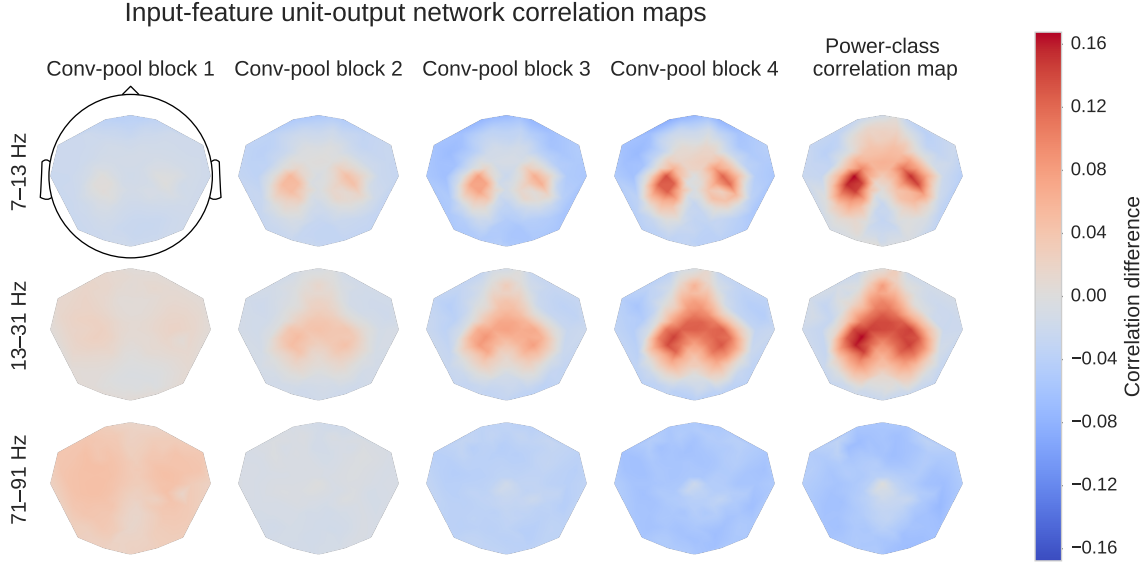 Input-feature unit-output network correlation maps
Conv-pool block 1
Conv-pool block 2
Conv-pool block 3
Conv-pool block 4
Power-class
correlation map
7–13 Hz
13–31 Hz
71–91 Hz
0.16
0.12
0.08
0.04
0.00
−0.04
−0.08
−0.12
−0.16
Correlation difference